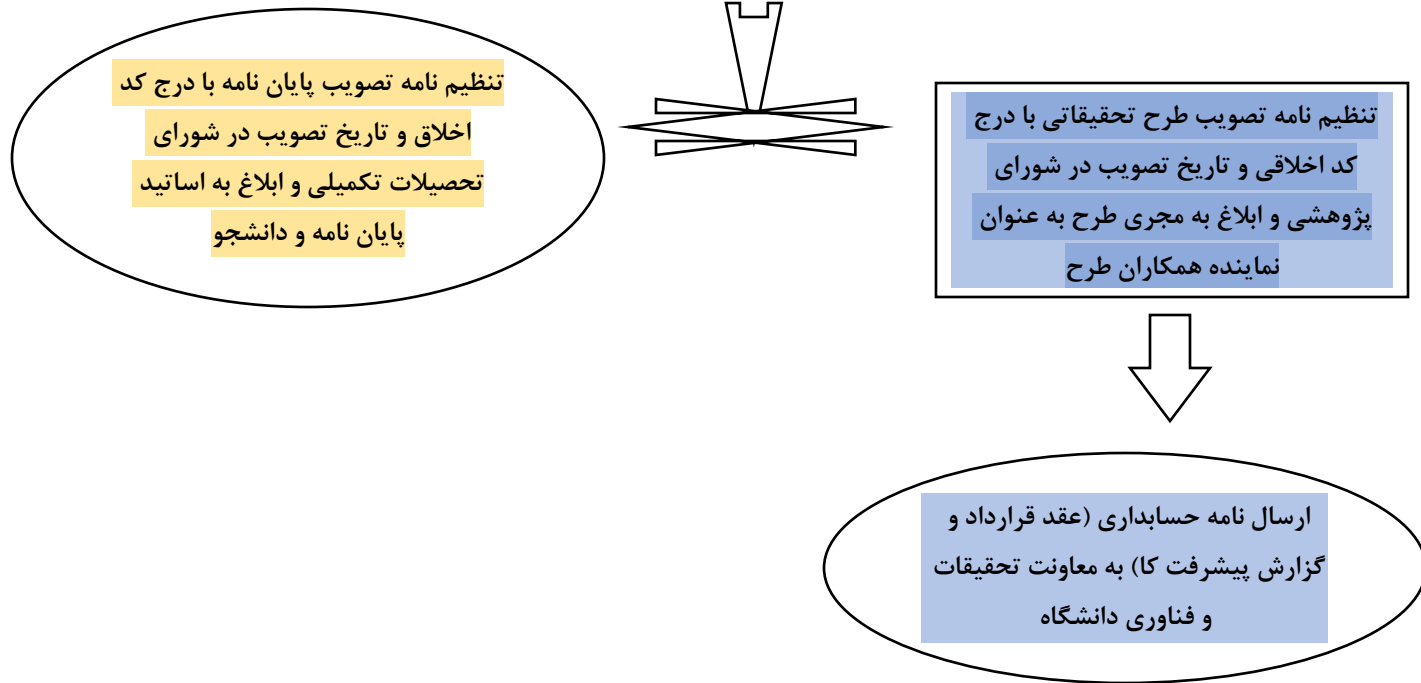 تنظیم نامه تصویب طرح تحقیقاتی با درج
کد اخلاقی و تاریخ تصویب در شورای
پژوهشی و ابلاغ به مجری طرح به عنوان
نماینده همکاران طرح
تنظیم نامه تصویب پایان نامه با درج کد
اخلاق و تاریخ تصویب در شورای
تحصیلات تکمیلی و ابلاغ به اساتید
پایان نامه و دانشجو
ارسال نامه حسابداری (عقد قرارداد و
گزارش پیشرفت کا) به معاونت تحقیقات
و فناوری دانشگاه